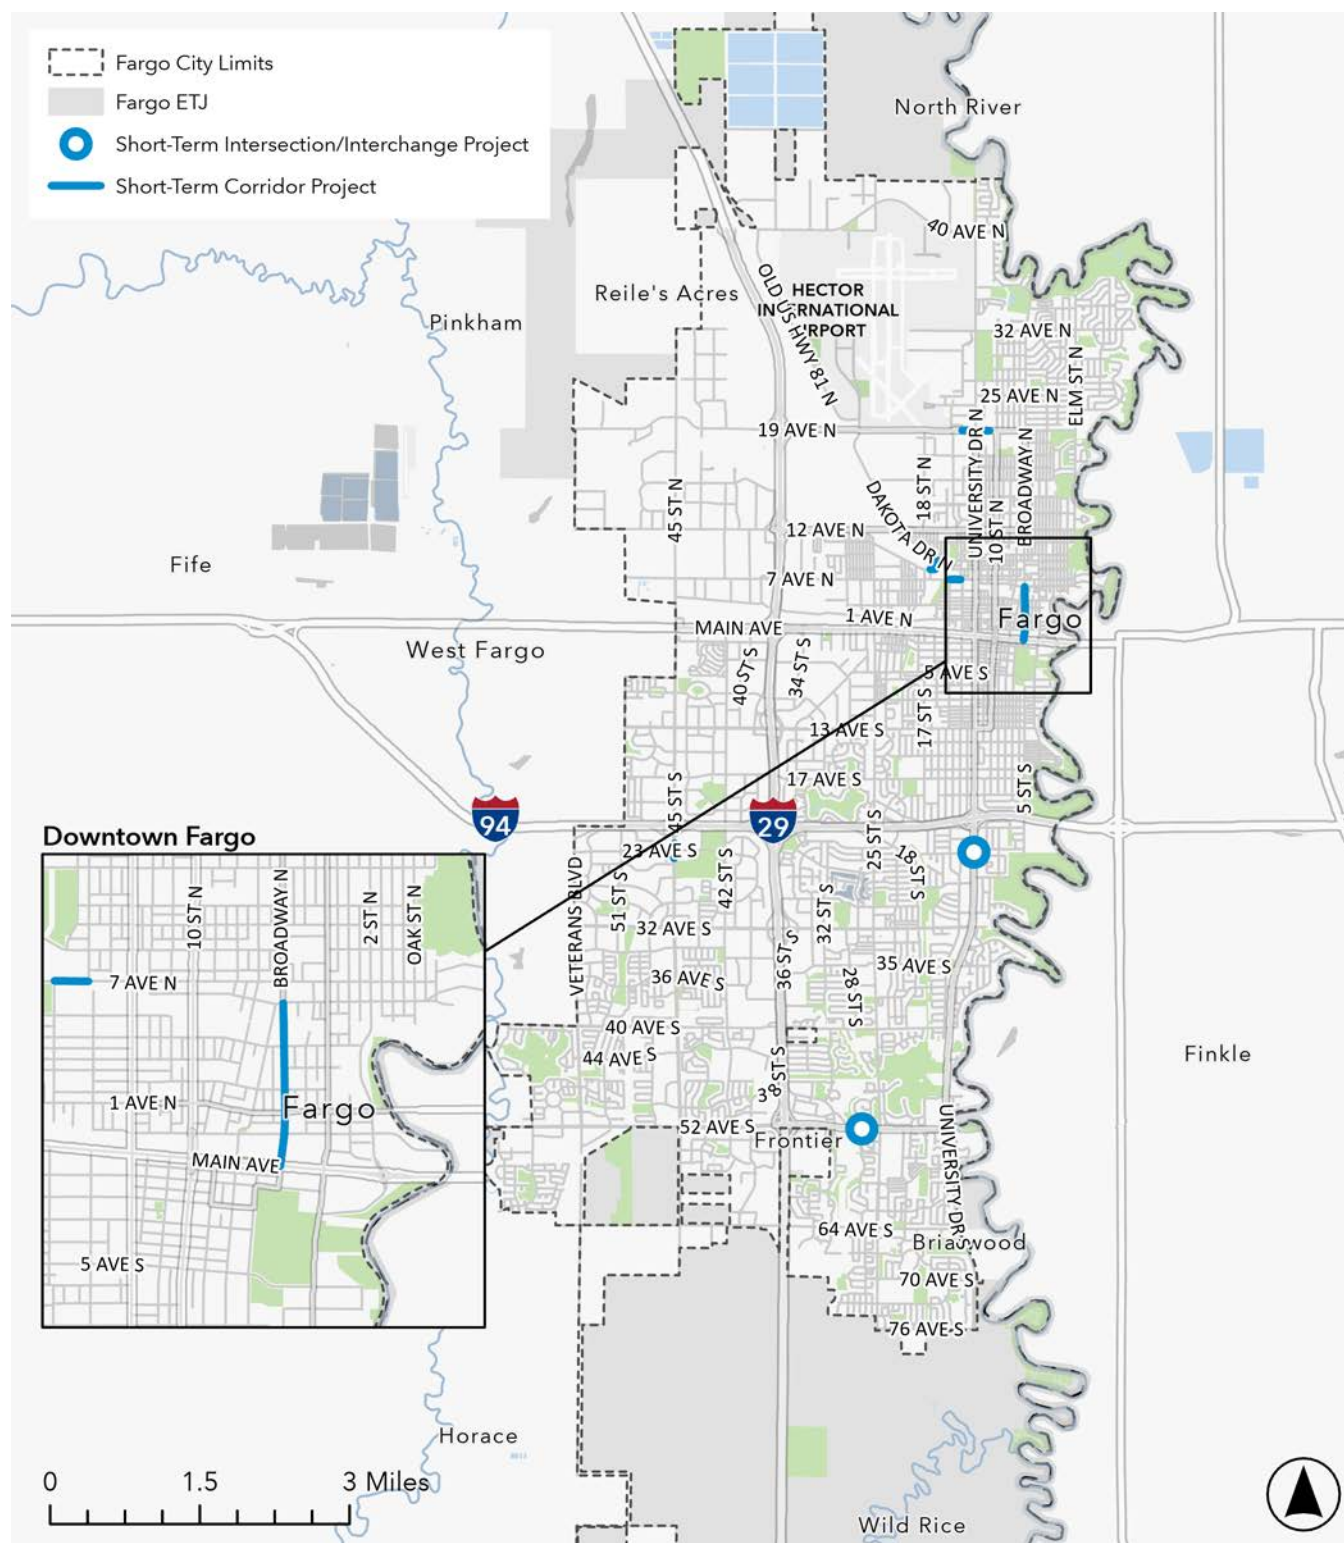 Fargo City Limits
Fargo ETJ
Short-Term Intersection/Interchange Project
Short-Term Corridor Project
North River
40 AVE N
Reile's Acres
OLD US HWY 81 N
HECTOR
INTERNATIONAL
AIRPORT
Pinkham
32 AVE N
25 AVE N
ELM ST N
19 AVE N
UNIVERSITY DR N
BROADWAY N
18 ST N
45 ST N
DAKOTA DR N
10 ST N
12 AVE N
7 AVE N
Fife
1 AVE N
MAIN AVE
Fargo
West Fargo
40 ST S
34 ST S
5 AVE S
17 ST S
13 AVE S
17 AVE S
45 ST S
5 ST S
94
29
25 ST S
18 ST S
23 AVE S
VETERANS BLVD
51 ST S
42 ST S
32 ST S
32 AVE S
36 ST S
35 AVE S
36 AVE S
28 ST S
40 AVE S
44 AVE S
38 ST S
Finkle
52 AVE S
Frontier
UNIVERSITY DR S
64 AVE S
Briarwood
70 AVE S
76 AVE S
Downtown Fargo
10 ST N
BROADWAY N
2 ST N
OAK ST N
7 AVE N
1 AVE N
Fargo
MAIN AVE
5 AVE S
Horace
0 1.5 3 Miles
Wild Rice